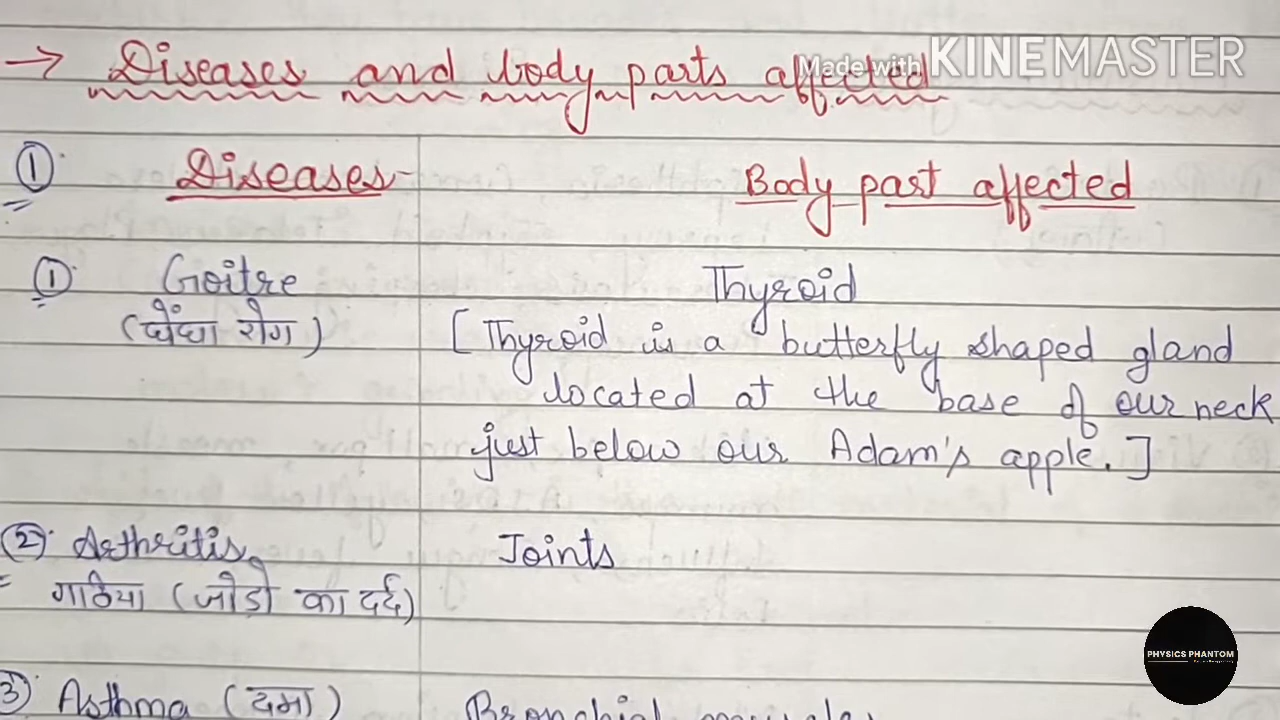 Made with KINEMASTER
→ Diseases and body parts affected
① Diseases- Body part affected
① Goitre Thyroid
(घेंघा रोग) [Thyroid is a butterfly shaped gland
located at the base of our neck
just below our Adam's apple.]
② Arthritis Joints
गठिया (जोडो का दर्द)
③ Asthma (दमा) Bronchial muscles
PHYSICS PHANTOM